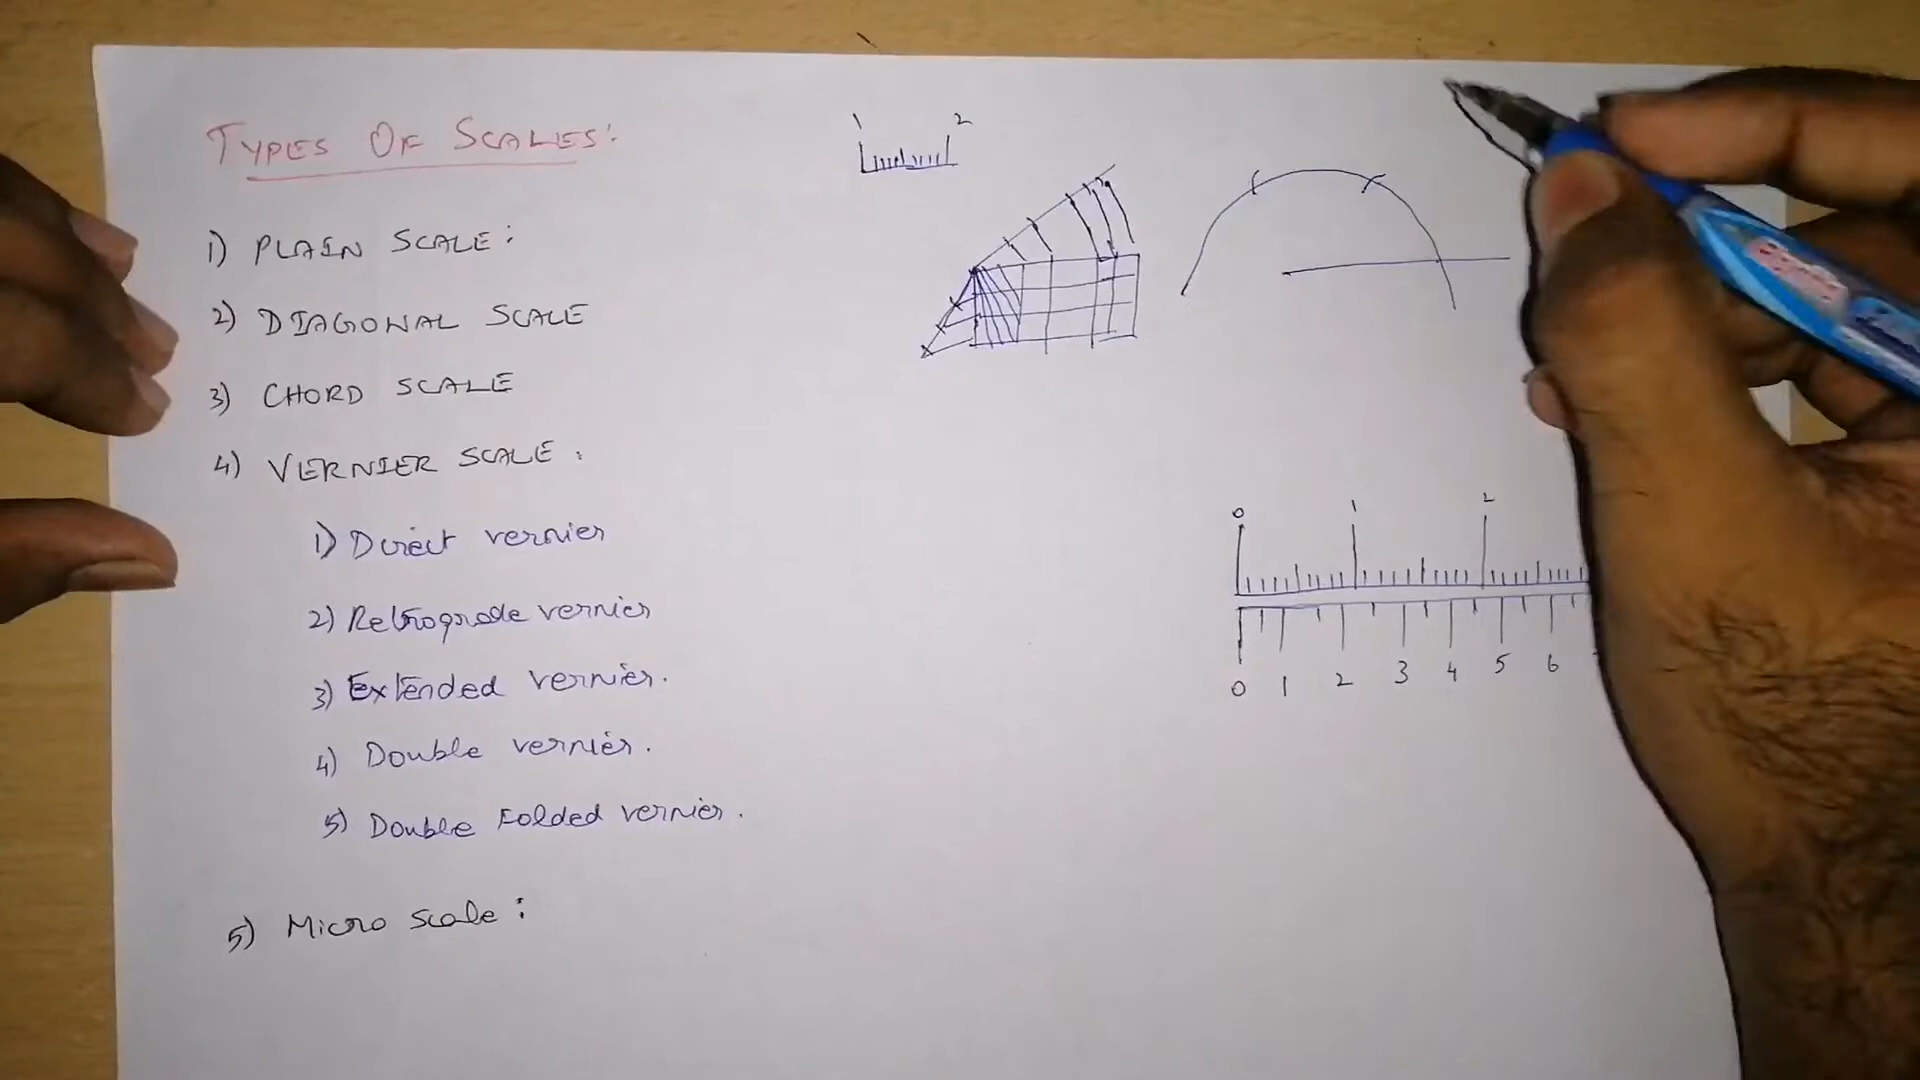 TYPES OF SCALES:
1) PLAIN SCALE:
2) DIAGONAL SCALE
3) CHORD SCALE
4) VERNIER SCALE:
1) Direct vernier
2) Retrograde vernier
3) Extended vernier.
4) Double vernier.
5) Double Folded vernier.
5) Micro scale:
1 2
0 1 2
0 1 2 3 4 5 6